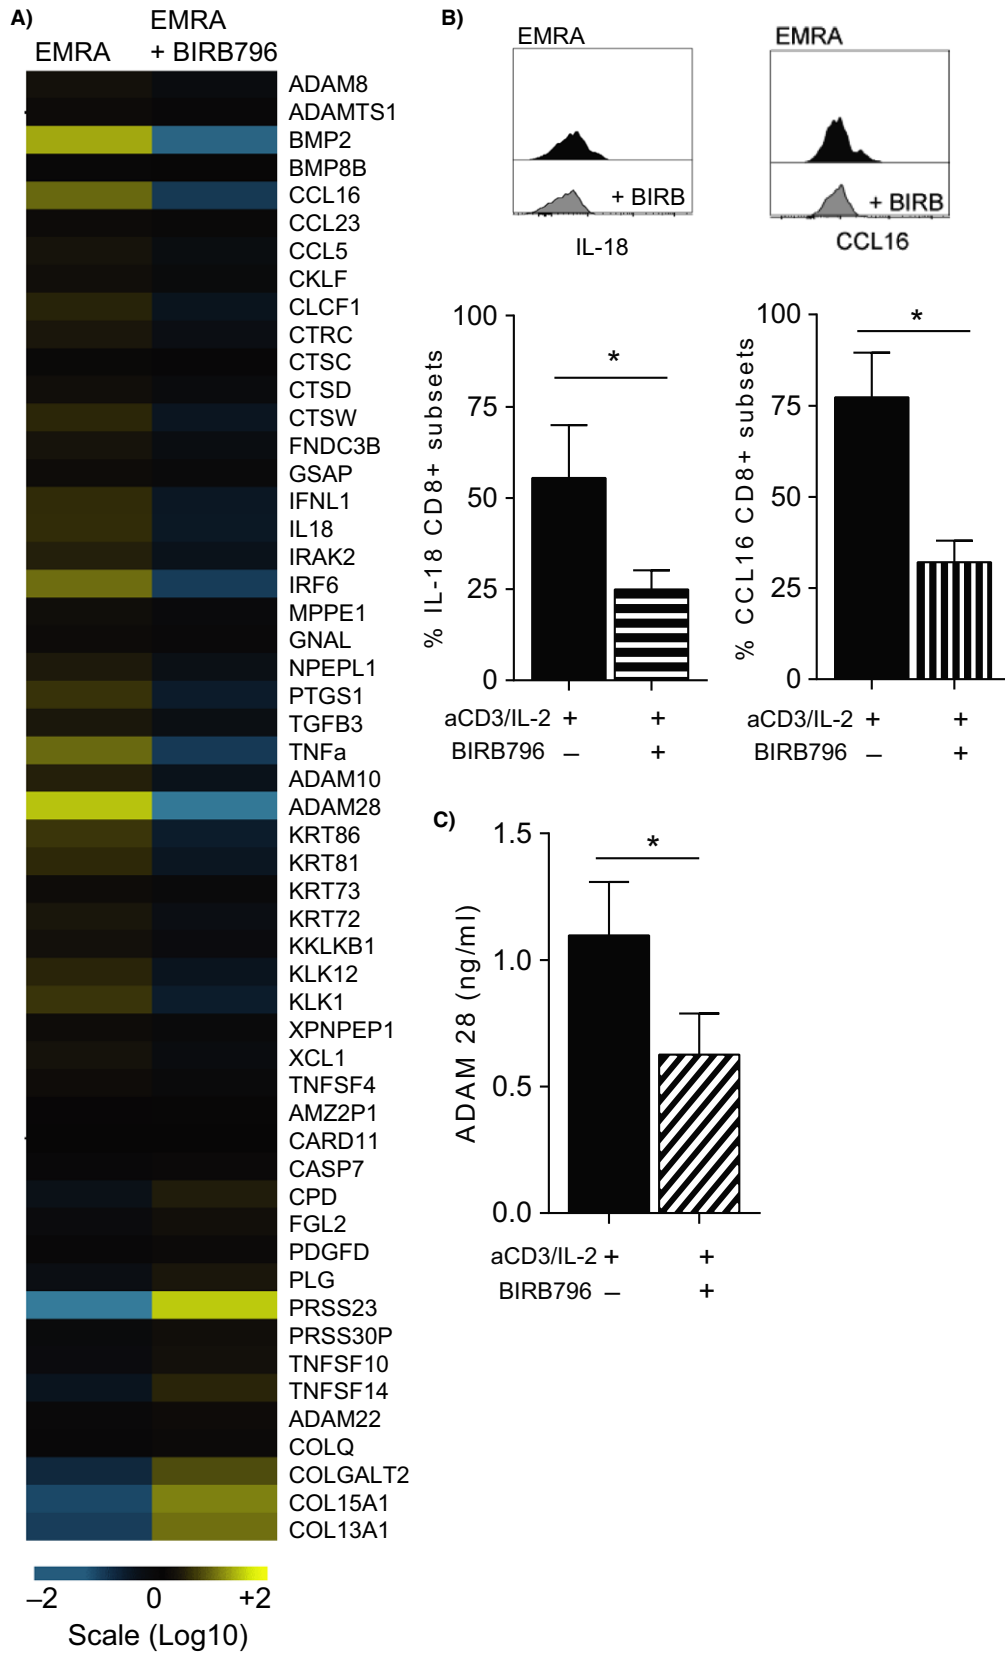 A)
EMRA
EMRA
+ BIRB796
ADAM8
ADAMTS1
BMP2
BMP8B
CCL16
CCL23
CCL5
CKLF
CLCF1
CTRC
CTSC
CTSD
CTSW
FNDC3B
GSAP
IFNL1
IL18
IRAK2
IRF6
MPPE1
GNAL
NPEPL1
PTGS1
TGFB3
TNFa
ADAM10
ADAM28
KRT86
KRT81
KRT73
KRT72
KKLKB1
KLK12
KLK1
XPNPEP1
XCL1
TNFSF4
AMZ2P1
CARD11
CASP7
CPD
FGL2
PDGFD
PLG
PRSS23
PRSS30P
TNFSF10
TNFSF14
ADAM22
COLQ
COLGALT2
COL15A1
COL13A1
–2 0 +2
Scale (Log10)
B)
EMRA
+ BIRB
IL-18
EMRA
+ BIRB
CCL16
% IL-18 CD8+ subsets
100
75
50
25
0
*
aCD3/IL-2 + +
BIRB796 – +
% CCL16 CD8+ subsets
100
75
50
25
0
*
aCD3/IL-2 + +
BIRB796 – +
C)
ADAM 28 (ng/ml)
1.5
1.0
0.5
0.0
*
aCD3/IL-2 + +
BIRB796 – +